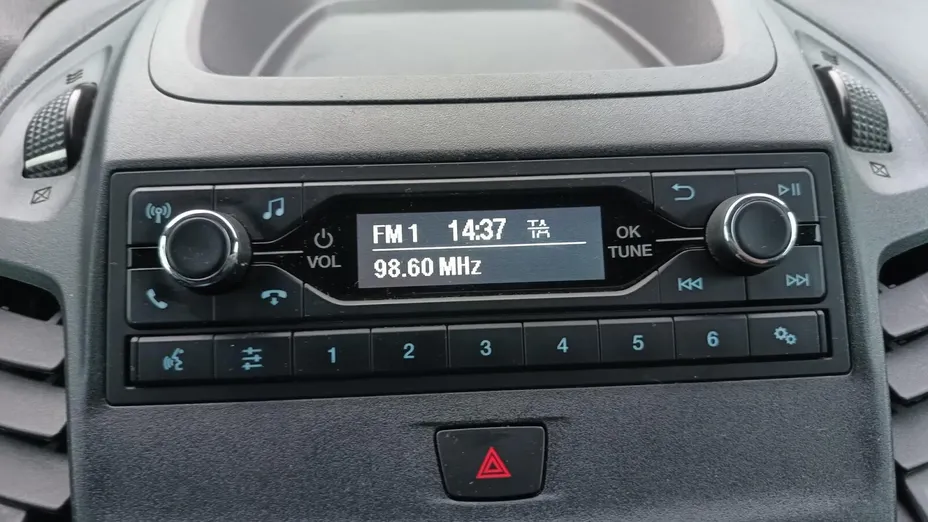 FM 1 14:37 TA
98.60 MHz
VOL
OK
TUNE
1 2 3 4 5 6